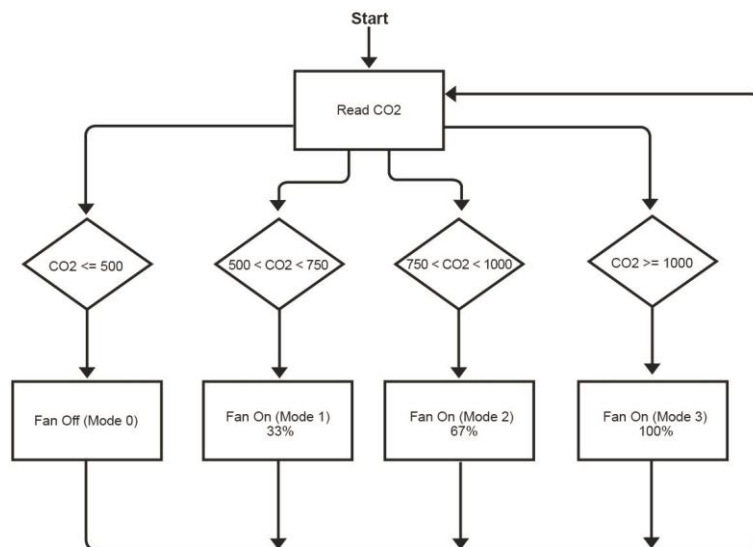 Start
Read CO2
CO2 <= 500
500 < CO2 < 750
750 < CO2 < 1000
CO2 >= 1000
Fan Off (Mode 0)
Fan On (Mode 1)
33%
Fan On (Mode 2)
67%
Fan On (Mode 3)
100%